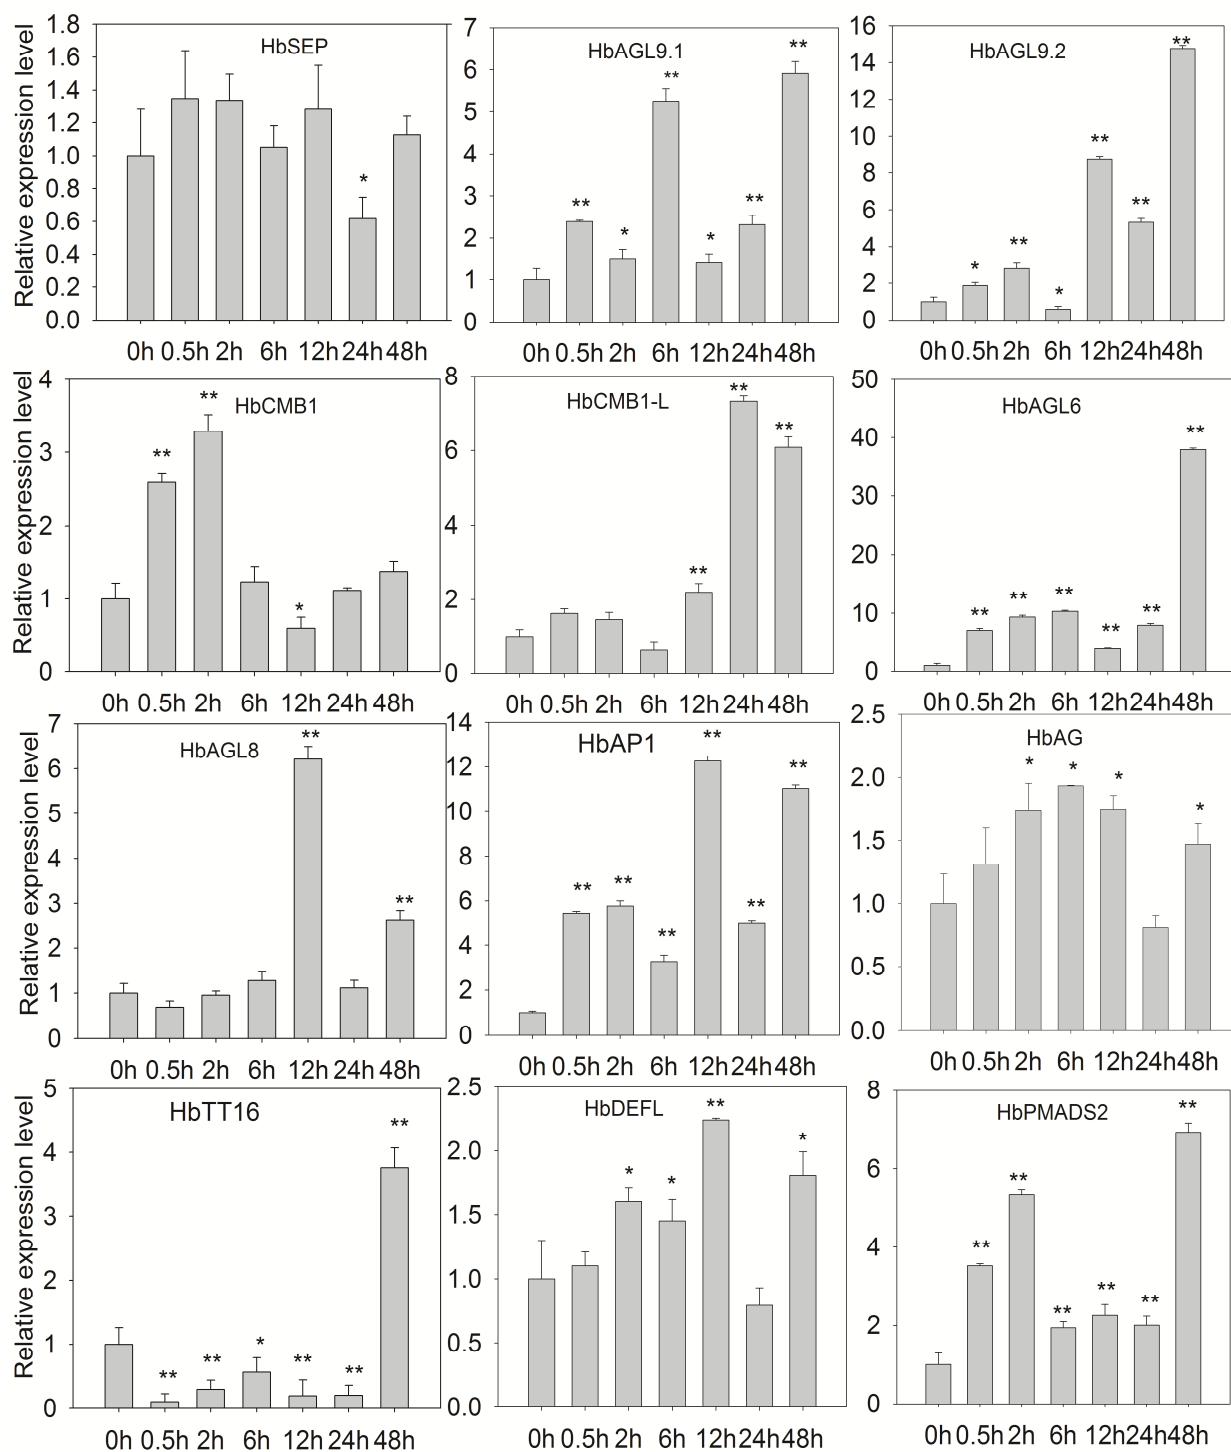 Relative expression level
HbSEP
1.8
1.6
1.4
1.2
1.0
0.8
0.6
0.4
0.2
0.0
*
0h 0.5h 2h 6h 12h 24h 48h
HbAGL9.1
7
6
5
4
3
2
1
0
** * ** * ** **
0h 0.5h 2h 6h 12h 24h 48h
HbAGL9.2
16
14
12
10
8
6
4
2
0
* ** * ** ** **
0h 0.5h 2h 6h 12h 24h 48h
Relative expression level
HbCMB1
4
3
2
1
0
** ** *
0h 0.5h 2h 6h 12h 24h 48h
HbCMB1-L
8
6
4
2
0
** ** **
0h 0.5h 2h 6h 12h 24h 48h
HbAGL6
50
40
30
20
10
0
** ** ** ** ** **
0h 0.5h 2h 6h 12h 24h 48h
Relative expression level
HbAGL8
7
6
5
4
3
2
1
0
** **
0h 0.5h 2h 6h 12h 24h 48h
HbAP1
14
12
10
8
6
4
2
0
** ** ** ** ** **
0h 0.5h 2h 6h 12h 24h 48h
HbAG
2.5
2.0
1.5
1.0
0.5
0.0
* * * *
0h 0.5h 2h 6h 12h 24h 48h
Relative expression level
HbTT16
5
4
3
2
1
0
** ** * ** ** **
0h 0.5h 2h 6h 12h 24h 48h
HbDEFL
2.5
2.0
1.5
1.0
0.5
0.0
* * ** *
0h 0.5h 2h 6h 12h 24h 48h
HbPMADS2
8
6
4
2
0
** ** ** ** ** **
0h 0.5h 2h 6h 12h 24h 48h